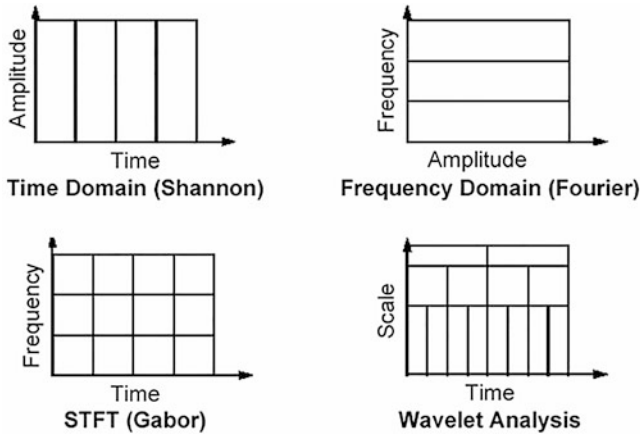 Amplitude
Time
Time Domain (Shannon)
Frequency
Amplitude
Frequency Domain (Fourier)
Frequency
Time
STFT (Gabor)
Scale
Time
Wavelet Analysis